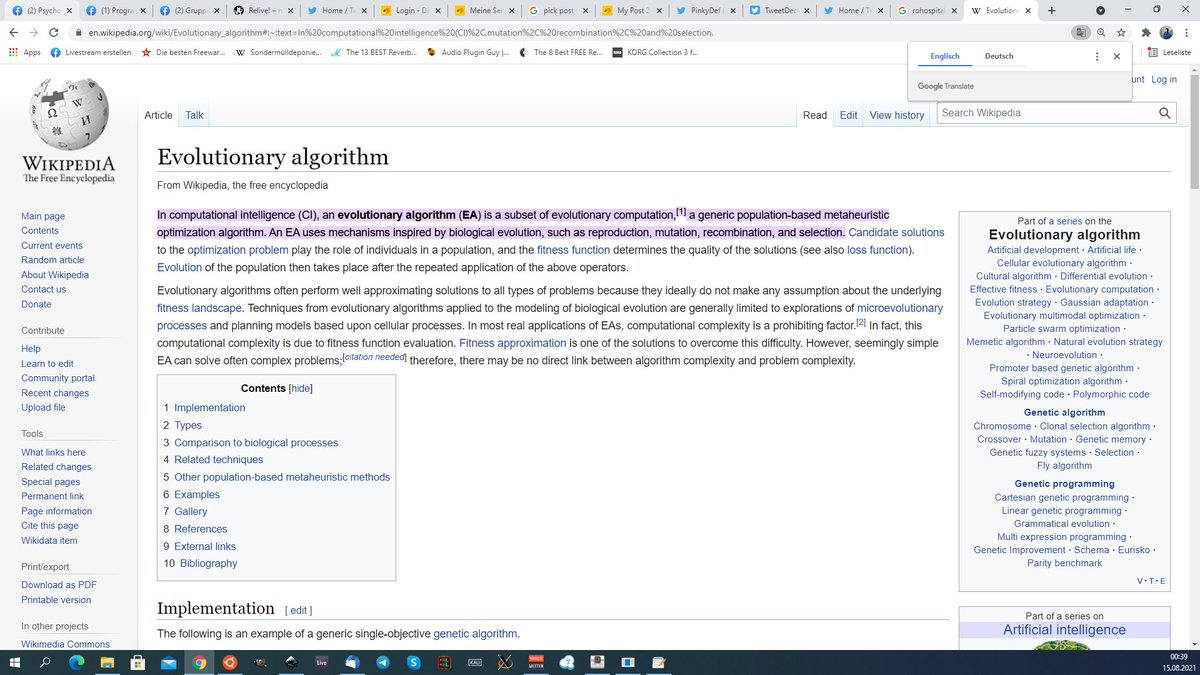 (2) Psycho
(1) Progra
(2) Grupp
Relive! – n
Home / Tw
Login - Di
Meine Ser
pick post
My Post 2
PinkyDef
TweetDec
Home / Tw
rohospital
Evolution
en.wikipedia.org/wiki/Evolutionary_algorithm#:~:text=In%20computational%20intelligence%20(CI)%2C,mutation%2C%20recombination%2C%20and%20selection.
Apps
Livestream erstellen
Die besten Freewar...
Sondermülldeponie...
The 13 BEST Reverb...
Audio Plugin Guy |...
The 8 Best FREE Re...
KORG Collection 3 f...
Leseliste
Englisch Deutsch
Google Translate
unt Log in
WIKIPEDIA
The Free Encyclopedia
Main page
Contents
Current events
Random article
About Wikipedia
Contact us
Donate
Contribute
Help
Learn to edit
Community portal
Recent changes
Upload file
Tools
What links here
Related changes
Special pages
Permanent link
Page information
Cite this page
Wikidata item
Print/export
Download as PDF
Printable version
In other projects
Wikimedia Commons
Article Talk
Read Edit View history
Search Wikipedia
Evolutionary algorithm
From Wikipedia, the free encyclopedia
In computational intelligence (CI), an evolutionary algorithm (EA) is a subset of evolutionary computation,[1] a generic population-based metaheuristic
optimization algorithm. An EA uses mechanisms inspired by biological evolution, such as reproduction, mutation, recombination, and selection. Candidate solutions
to the optimization problem play the role of individuals in a population, and the fitness function determines the quality of the solutions (see also loss function).
Evolution of the population then takes place after the repeated application of the above operators.
Evolutionary algorithms often perform well approximating solutions to all types of problems because they ideally do not make any assumption about the underlying
fitness landscape. Techniques from evolutionary algorithms applied to the modeling of biological evolution are generally limited to explorations of microevolutionary
processes and planning models based upon cellular processes. In most real applications of EAs, computational complexity is a prohibiting factor.[2] In fact, this
computational complexity is due to fitness function evaluation. Fitness approximation is one of the solutions to overcome this difficulty. However, seemingly simple
EA can solve often complex problems;[citation needed] therefore, there may be no direct link between algorithm complexity and problem complexity.
Contents [hide]
1 Implementation
2 Types
3 Comparison to biological processes
4 Related techniques
5 Other population-based metaheuristic methods
6 Examples
7 Gallery
8 References
9 External links
10 Bibliography
Implementation [ edit ]
The following is an example of a generic single-objective genetic algorithm.
Part of a series on the
Evolutionary algorithm
Artificial development · Artificial life ·
Cellular evolutionary algorithm ·
Cultural algorithm · Differential evolution ·
Effective fitness · Evolutionary computation ·
Evolution strategy · Gaussian adaptation ·
Evolutionary multimodal optimization ·
Particle swarm optimization ·
Memetic algorithm · Natural evolution strategy
· Neuroevolution ·
Promoter based genetic algorithm ·
Spiral optimization algorithm ·
Self-modifying code · Polymorphic code
Genetic algorithm
Chromosome · Clonal selection algorithm ·
Crossover · Mutation · Genetic memory ·
Genetic fuzzy systems · Selection ·
Fly algorithm
Genetic programming
Cartesian genetic programming ·
Linear genetic programming ·
Grammatical evolution ·
Multi expression programming ·
Genetic Improvement · Schema · Eurisko ·
Parity benchmark
V · T · E
Part of a series on
Artificial intelligence
Live
00:39
15.08.2021